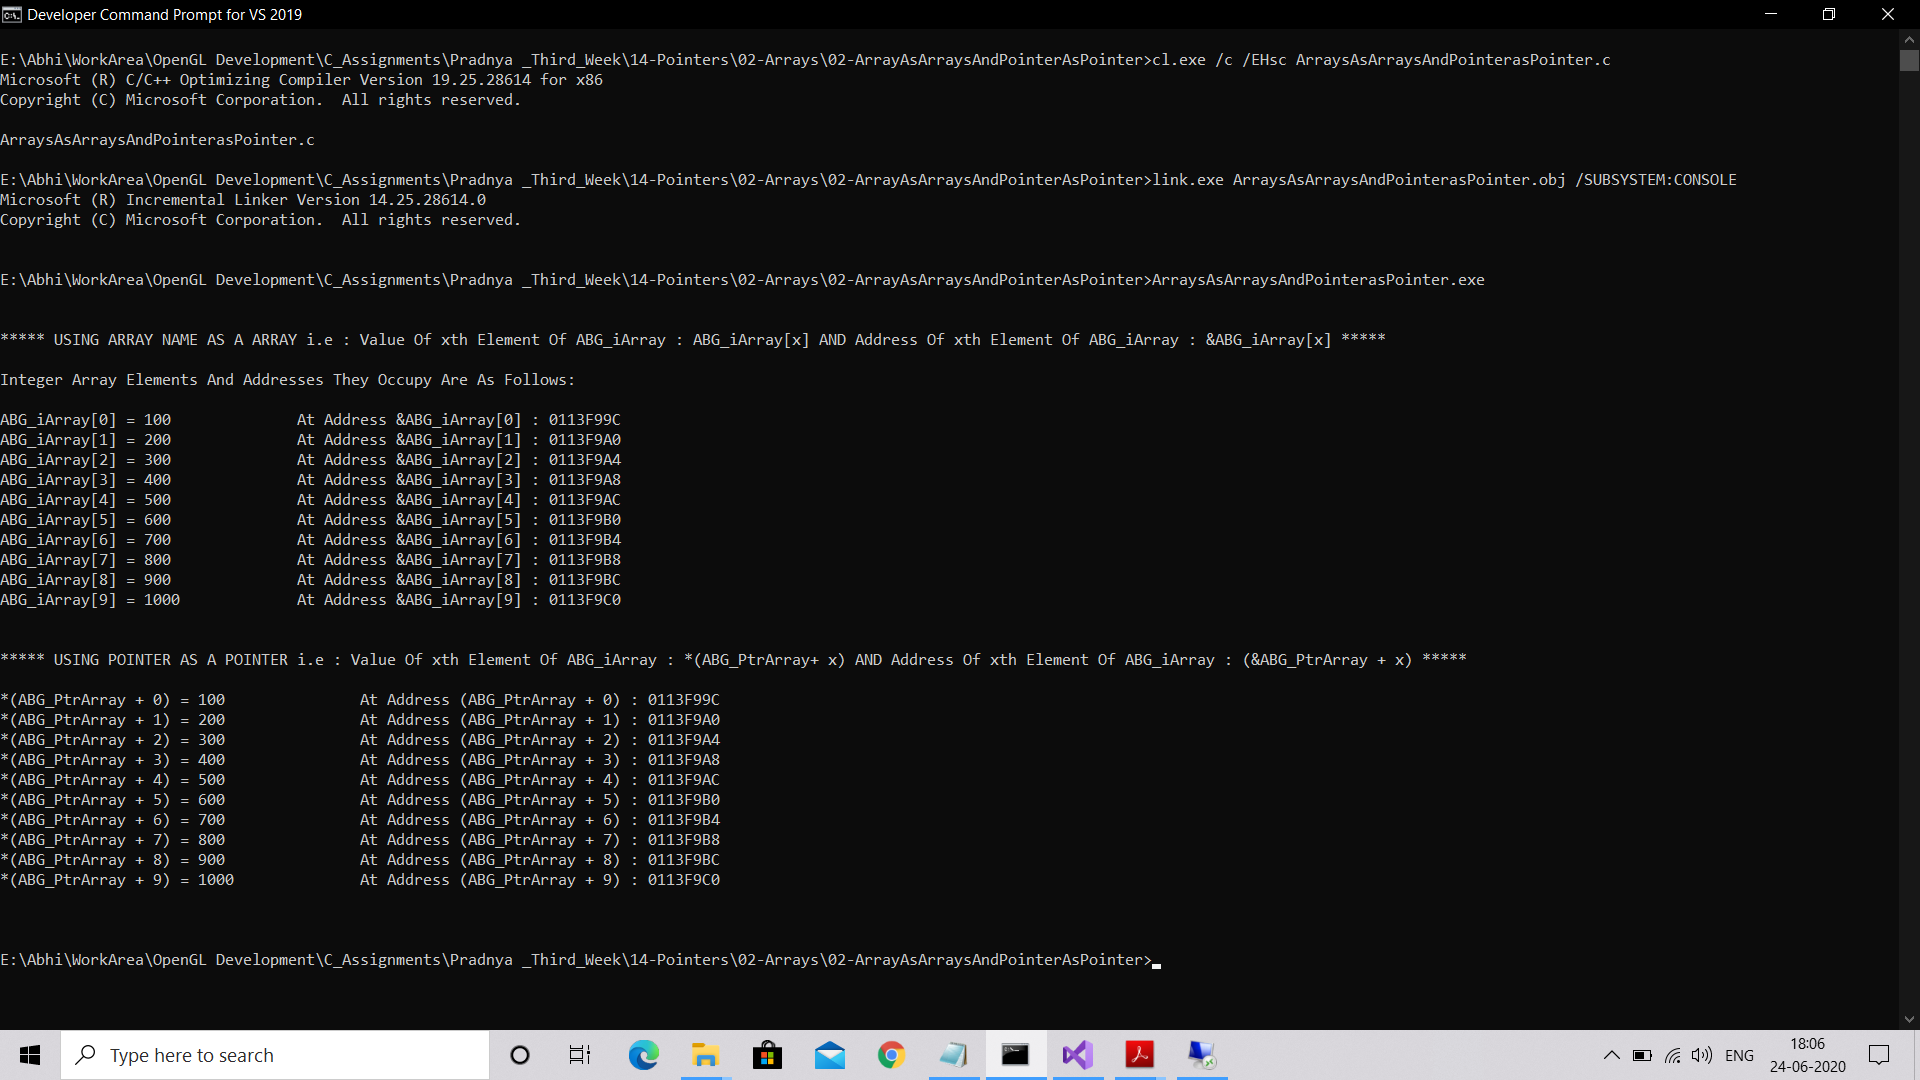 Developer Command Prompt for VS 2019
E:\Abhi\WorkArea\OpenGL Development\C_Assignments\Pradnya _Third_Week\14-Pointers\02-Arrays\02-ArrayAsArraysAndPointerAsPointer>cl.exe /c /EHsc ArraysAsArraysAndPointerasPointer.c
Microsoft (R) C/C++ Optimizing Compiler Version 19.25.28614 for x86
Copyright (C) Microsoft Corporation.  All rights reserved.
ArraysAsArraysAndPointerasPointer.c
E:\Abhi\WorkArea\OpenGL Development\C_Assignments\Pradnya _Third_Week\14-Pointers\02-Arrays\02-ArrayAsArraysAndPointerAsPointer>link.exe ArraysAsArraysAndPointerasPointer.obj /SUBSYSTEM:CONSOLE
Microsoft (R) Incremental Linker Version 14.25.28614.0
Copyright (C) Microsoft Corporation.  All rights reserved.
E:\Abhi\WorkArea\OpenGL Development\C_Assignments\Pradnya _Third_Week\14-Pointers\02-Arrays\02-ArrayAsArraysAndPointerAsPointer>ArraysAsArraysAndPointerasPointer.exe
***** USING ARRAY NAME AS A ARRAY i.e : Value Of xth Element Of ABG_iArray : ABG_iArray[x] AND Address Of xth Element Of ABG_iArray : &ABG_iArray[x] *****
Integer Array Elements And Addresses They Occupy Are As Follows:
ABG_iArray[0] = 100 At Address &ABG_iArray[0] : 0113F99C
ABG_iArray[1] = 200 At Address &ABG_iArray[1] : 0113F9A0
ABG_iArray[2] = 300 At Address &ABG_iArray[2] : 0113F9A4
ABG_iArray[3] = 400 At Address &ABG_iArray[3] : 0113F9A8
ABG_iArray[4] = 500 At Address &ABG_iArray[4] : 0113F9AC
ABG_iArray[5] = 600 At Address &ABG_iArray[5] : 0113F9B0
ABG_iArray[6] = 700 At Address &ABG_iArray[6] : 0113F9B4
ABG_iArray[7] = 800 At Address &ABG_iArray[7] : 0113F9B8
ABG_iArray[8] = 900 At Address &ABG_iArray[8] : 0113F9BC
ABG_iArray[9] = 1000 At Address &ABG_iArray[9] : 0113F9C0
***** USING POINTER AS A POINTER i.e : Value Of xth Element Of ABG_iArray : *(ABG_PtrArray+ x) AND Address Of xth Element Of ABG_iArray : (&ABG_PtrArray + x) *****
*(ABG_PtrArray + 0) = 100 At Address (ABG_PtrArray + 0) : 0113F99C
*(ABG_PtrArray + 1) = 200 At Address (ABG_PtrArray + 1) : 0113F9A0
*(ABG_PtrArray + 2) = 300 At Address (ABG_PtrArray + 2) : 0113F9A4
*(ABG_PtrArray + 3) = 400 At Address (ABG_PtrArray + 3) : 0113F9A8
*(ABG_PtrArray + 4) = 500 At Address (ABG_PtrArray + 4) : 0113F9AC
*(ABG_PtrArray + 5) = 600 At Address (ABG_PtrArray + 5) : 0113F9B0
*(ABG_PtrArray + 6) = 700 At Address (ABG_PtrArray + 6) : 0113F9B4
*(ABG_PtrArray + 7) = 800 At Address (ABG_PtrArray + 7) : 0113F9B8
*(ABG_PtrArray + 8) = 900 At Address (ABG_PtrArray + 8) : 0113F9BC
*(ABG_PtrArray + 9) = 1000 At Address (ABG_PtrArray + 9) : 0113F9C0
E:\Abhi\WorkArea\OpenGL Development\C_Assignments\Pradnya _Third_Week\14-Pointers\02-Arrays\02-ArrayAsArraysAndPointerAsPointer>
Type here to search
ENG
18:06
24-06-2020